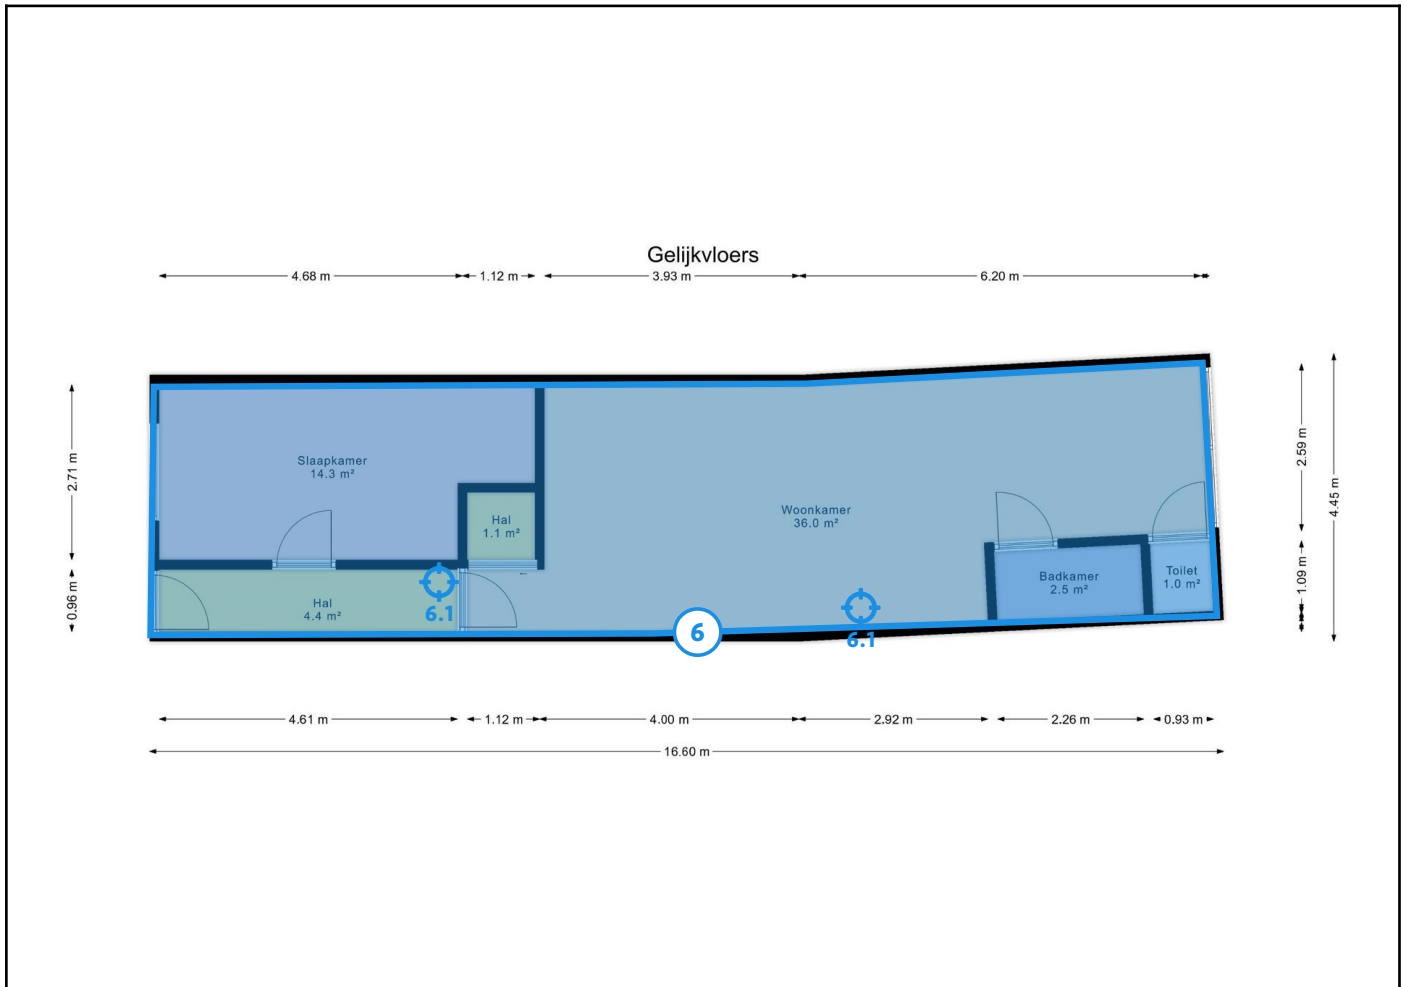 Gelijkvloers
4.68 m
1.12 m
3.93 m
6.20 m
2.71 m
0.96 m
2.59 m
1.09 m
4.45 m
Slaapkamer
14.3 m²
Hal
1.1 m²
Woonkamer
36.0 m²
Badkamer
2.5 m²
Toilet
1.0 m²
Hal
4.4 m²
6.1
6
6.1
4.61 m
1.12 m
4.00 m
2.92 m
2.26 m
0.93 m
16.60 m